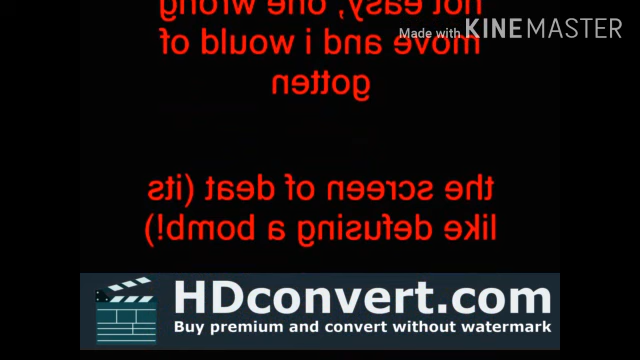 not easy, one wrong
Made with KINEMASTER
move and i would of
gotten
the screen of deat (its
like defusing a bomb!)
HDconvert.com
Buy premium and convert without watermark